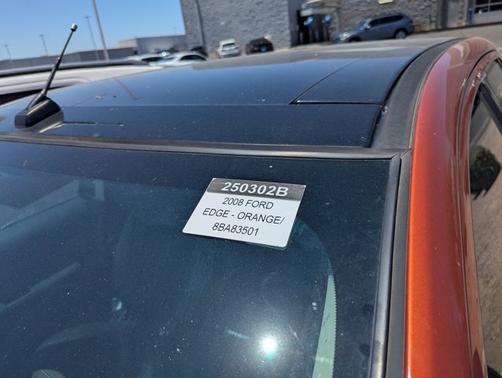 250302B
2008 FORD
EDGE - ORANGE/
8BA83501